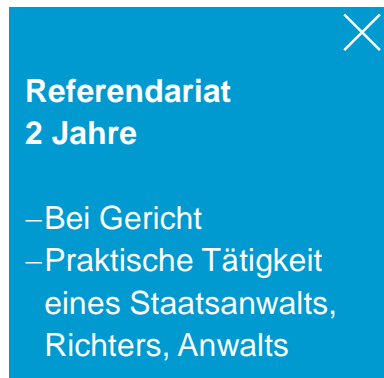 Referendariat
2 Jahre
–Bei Gericht
–Praktische Tätigkeit
eines Staatsanwalts,
Richters, Anwalts